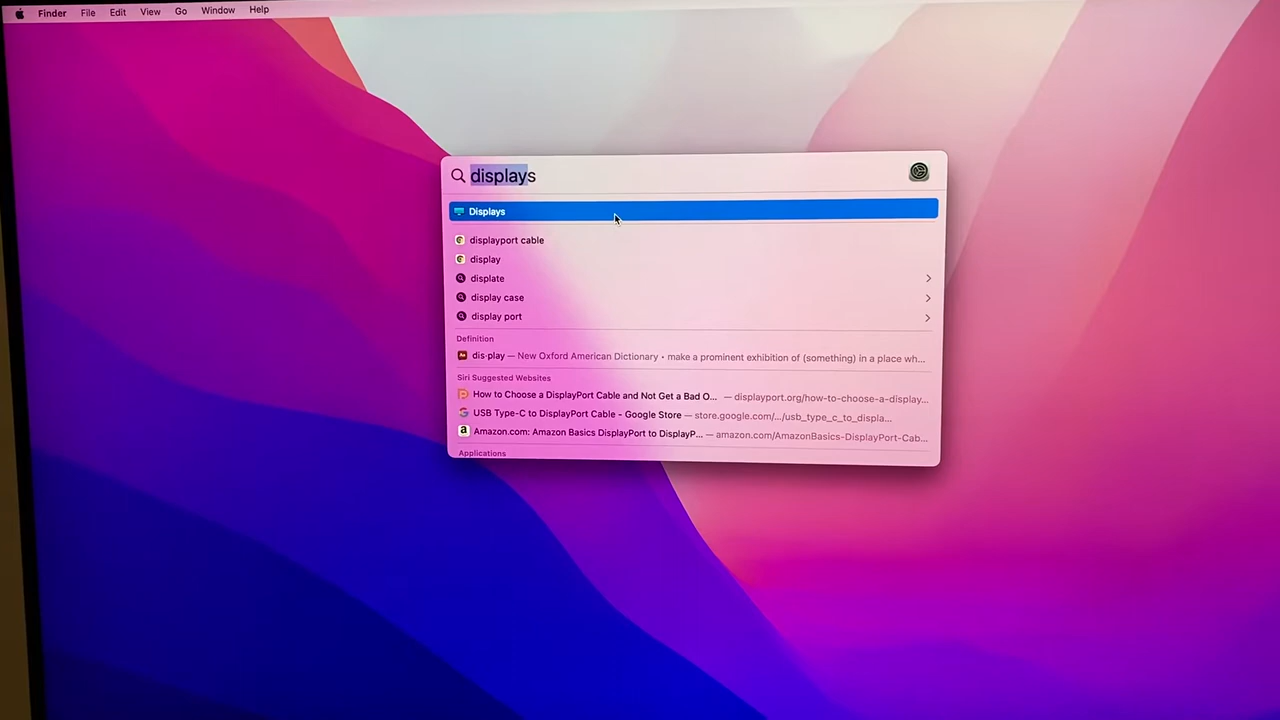 Finder File Edit View Go Window Help
displays
Displays
displayport cable
display
displate
display case
display port
Definition
dis·play — New Oxford American Dictionary • make a prominent exhibition of (something) in a place wh...
Siri Suggested Websites
How to Choose a DisplayPort Cable and Not Get a Bad O... — displayport.org/how-to-choose-a-display...
USB Type-C to DisplayPort Cable - Google Store — store.google.com/.../usb_type_c_to_displa...
Amazon.com: Amazon Basics DisplayPort to DisplayP... — amazon.com/AmazonBasics-DisplayPort-Cab...
Applications